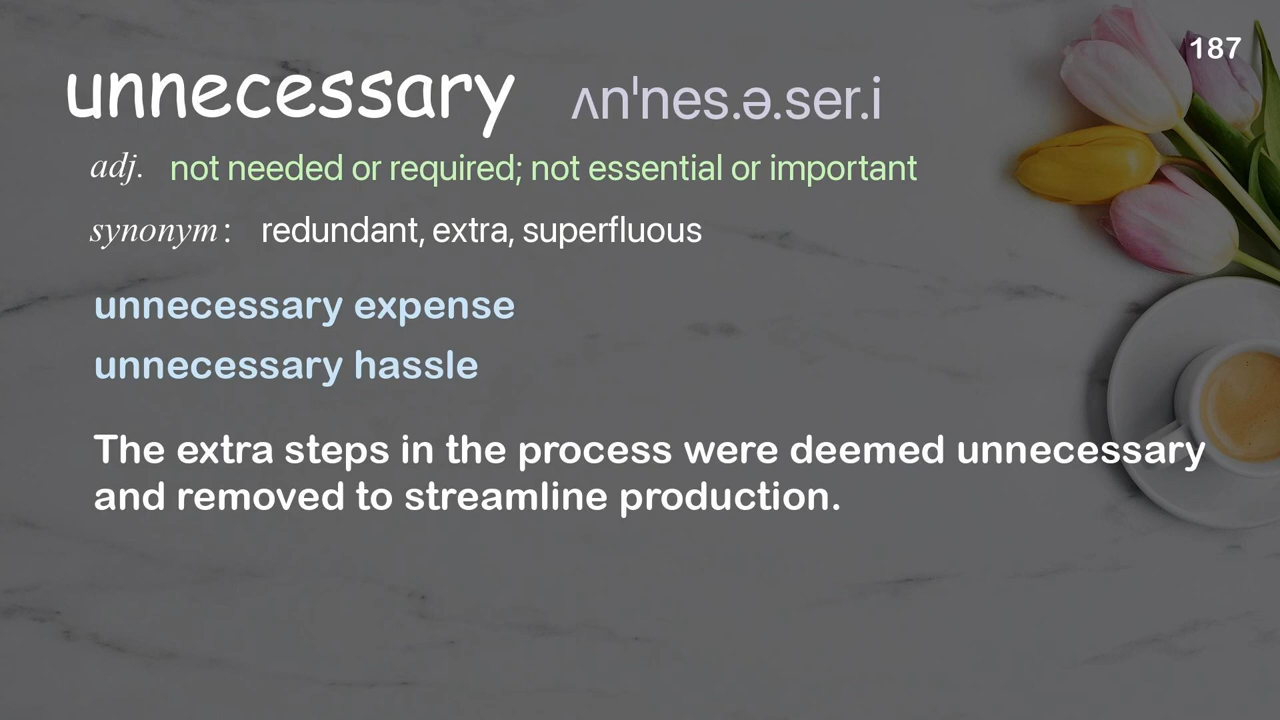 187
unnecessary ʌnˈnes.ə.ser.i
adj. not needed or required; not essential or important
synonym: redundant, extra, superfluous
unnecessary expense
unnecessary hassle
The extra steps in the process were deemed unnecessary
and removed to streamline production.